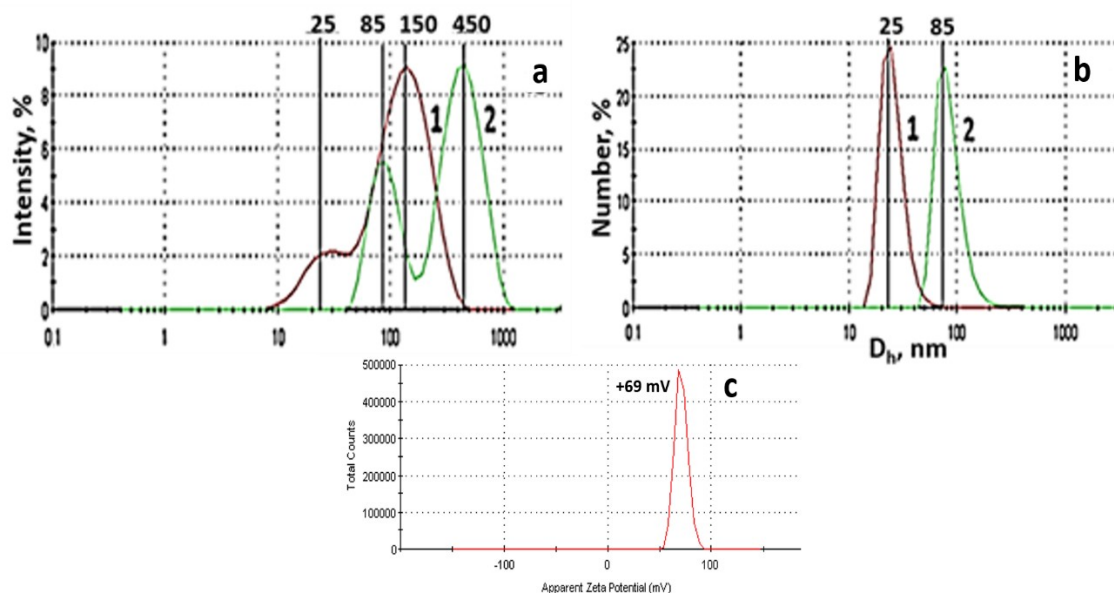 25 85 150 450
a
Intensity, %
10
8
6
4
2
0
1 2
0.1 1 10 100 1000
25 85
b
Number, %
25
20
15
10
5
0
1 2
0.1 1 10 100 1000
Dh, nm
c
+69 mV
Total Counts
500000
400000
300000
200000
100000
0
-100 0 100
Apparent Zeta Potential (mV)